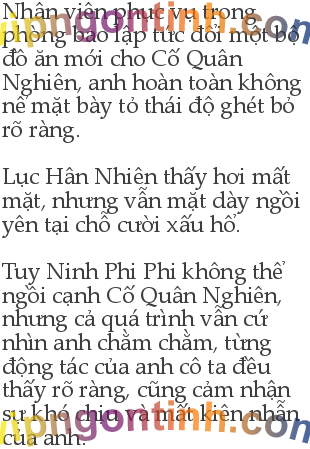 Nhân viên phục vụ trong
phòng bao lập tức đổi một bộ
đồ ăn mới cho Cố Quân
Nghiên, anh hoàn toàn không
nể mặt bày tỏ thái độ ghét bỏ
rõ ràng.

Lục Hân Nhiên thấy hơi mất
mặt, nhưng vẫn mặt dày ngồi
yên tại chỗ cười xấu hổ.

Tuy Ninh Phi Phi không thể
ngồi cạnh Cố Quân Nghiên,
nhưng cả quá trình vẫn cứ
nhìn anh chằm chằm, từng
động tác của anh cô ta đều
thấy rõ ràng, cũng cảm nhận
sự khó chịu và mất kiên nhẫn
của anh.
vipngontinh.com
vipngontinh.com